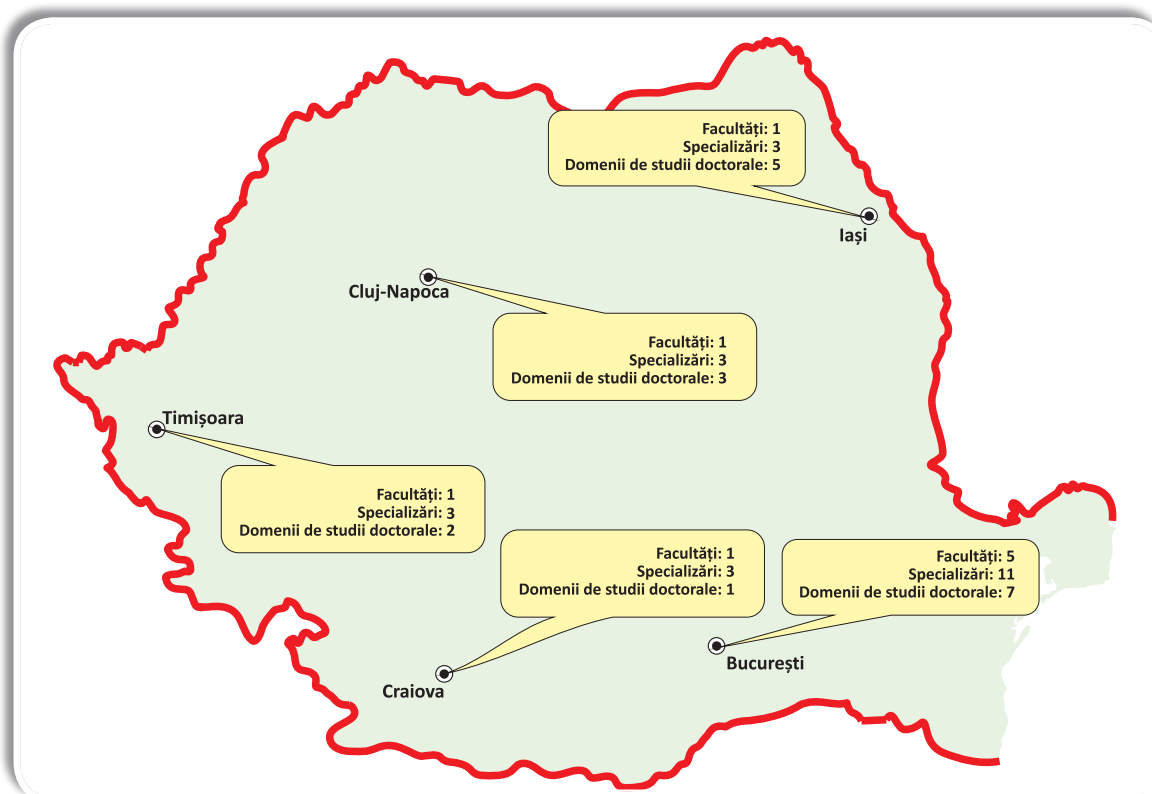 Facultăți: 1
Specializări: 3
Domenii de studii doctorale: 5
Iași
Cluj-Napoca
Facultăți: 1
Specializări: 3
Domenii de studii doctorale: 3
Timișoara
Facultăți: 1
Specializări: 3
Domenii de studii doctorale: 2
Facultăți: 1
Specializări: 3
Domenii de studii doctorale: 1
Craiova
Facultăți: 5
Specializări: 11
Domenii de studii doctorale: 7
București